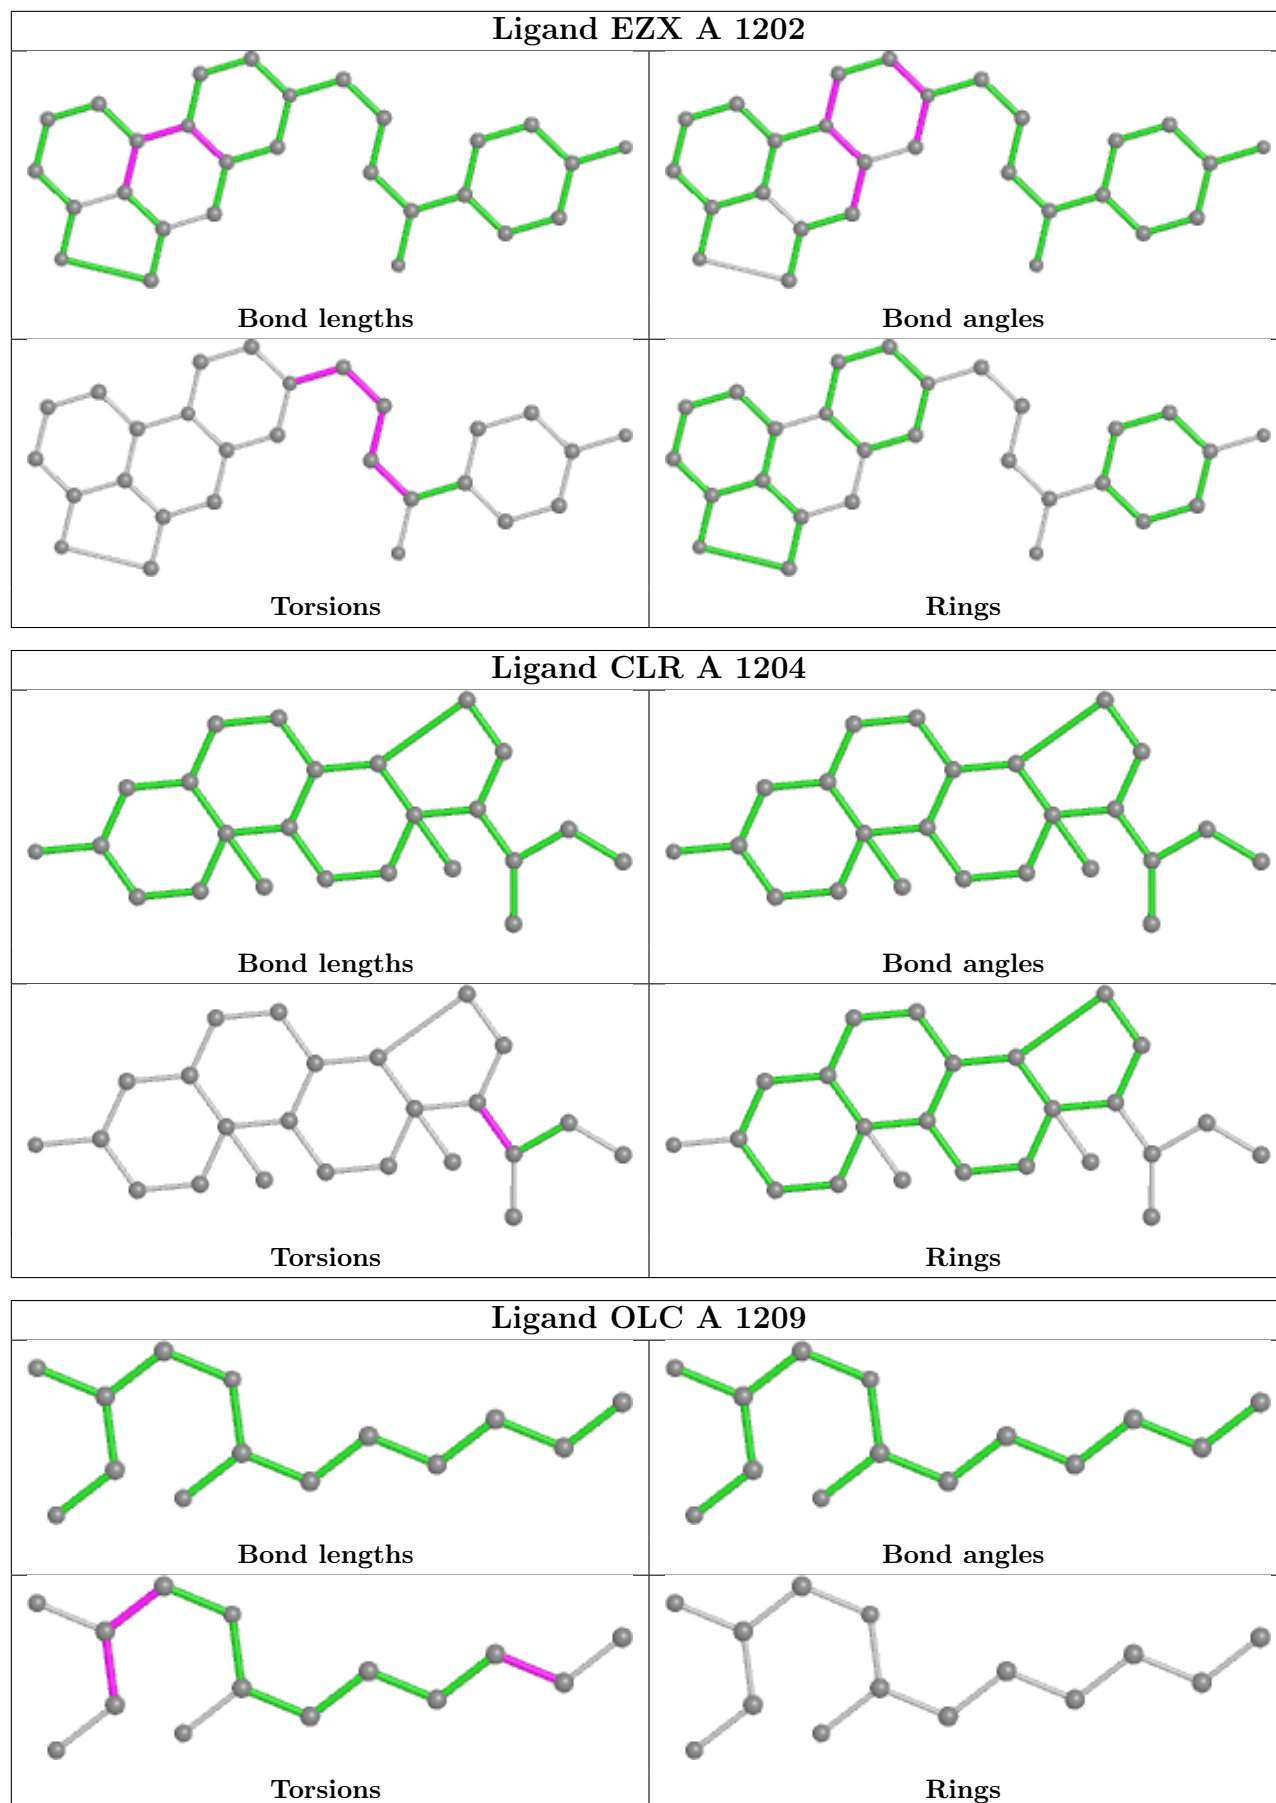 Ligand EZX A 1202
Bond lengths
Bond angles
Torsions
Rings
Ligand CLR A 1204
Bond lengths
Bond angles
Torsions
Rings
Ligand OLC A 1209
Bond lengths
Bond angles
Torsions
Rings